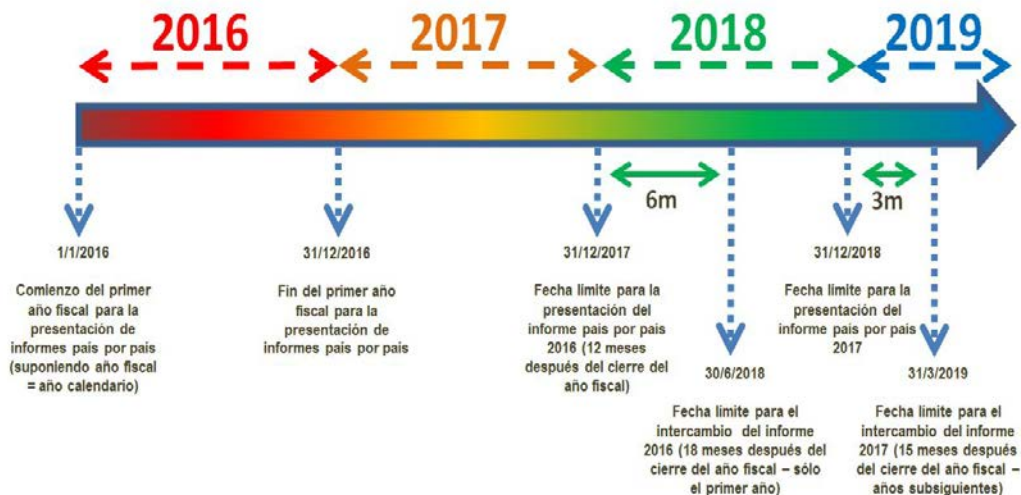 2016
2017
2018
2019
6m
3m
1/1/2016
Comienzo del primer
año fiscal para la
presentación de
informes país por país
(suponiendo año fiscal
= año calendario)
31/12/2016
Fin del primer año
fiscal para la
presentación de
informes país por país
31/12/2017
Fecha límite para la
presentación del
informe país por país
2016 (12 meses
después del cierre del
año fiscal)
30/6/2018
Fecha límite para el
intercambio del informe
2016 (18 meses después del
cierre del año fiscal – sólo
el primer año)
31/12/2018
Fecha límite para la
presentación del
informe país por país
2017
31/3/2019
Fecha límite para el
intercambio del informe
2017 (15 meses después
del cierre del año fiscal –
años subsiguientes)